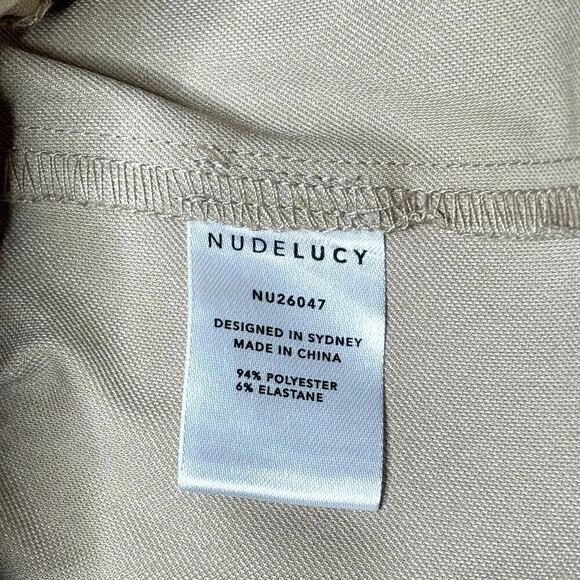 NUDELUCY
NU26047
DESIGNED IN SYDNEY
MADE IN CHINA
94% POLYESTER
6% ELASTANE